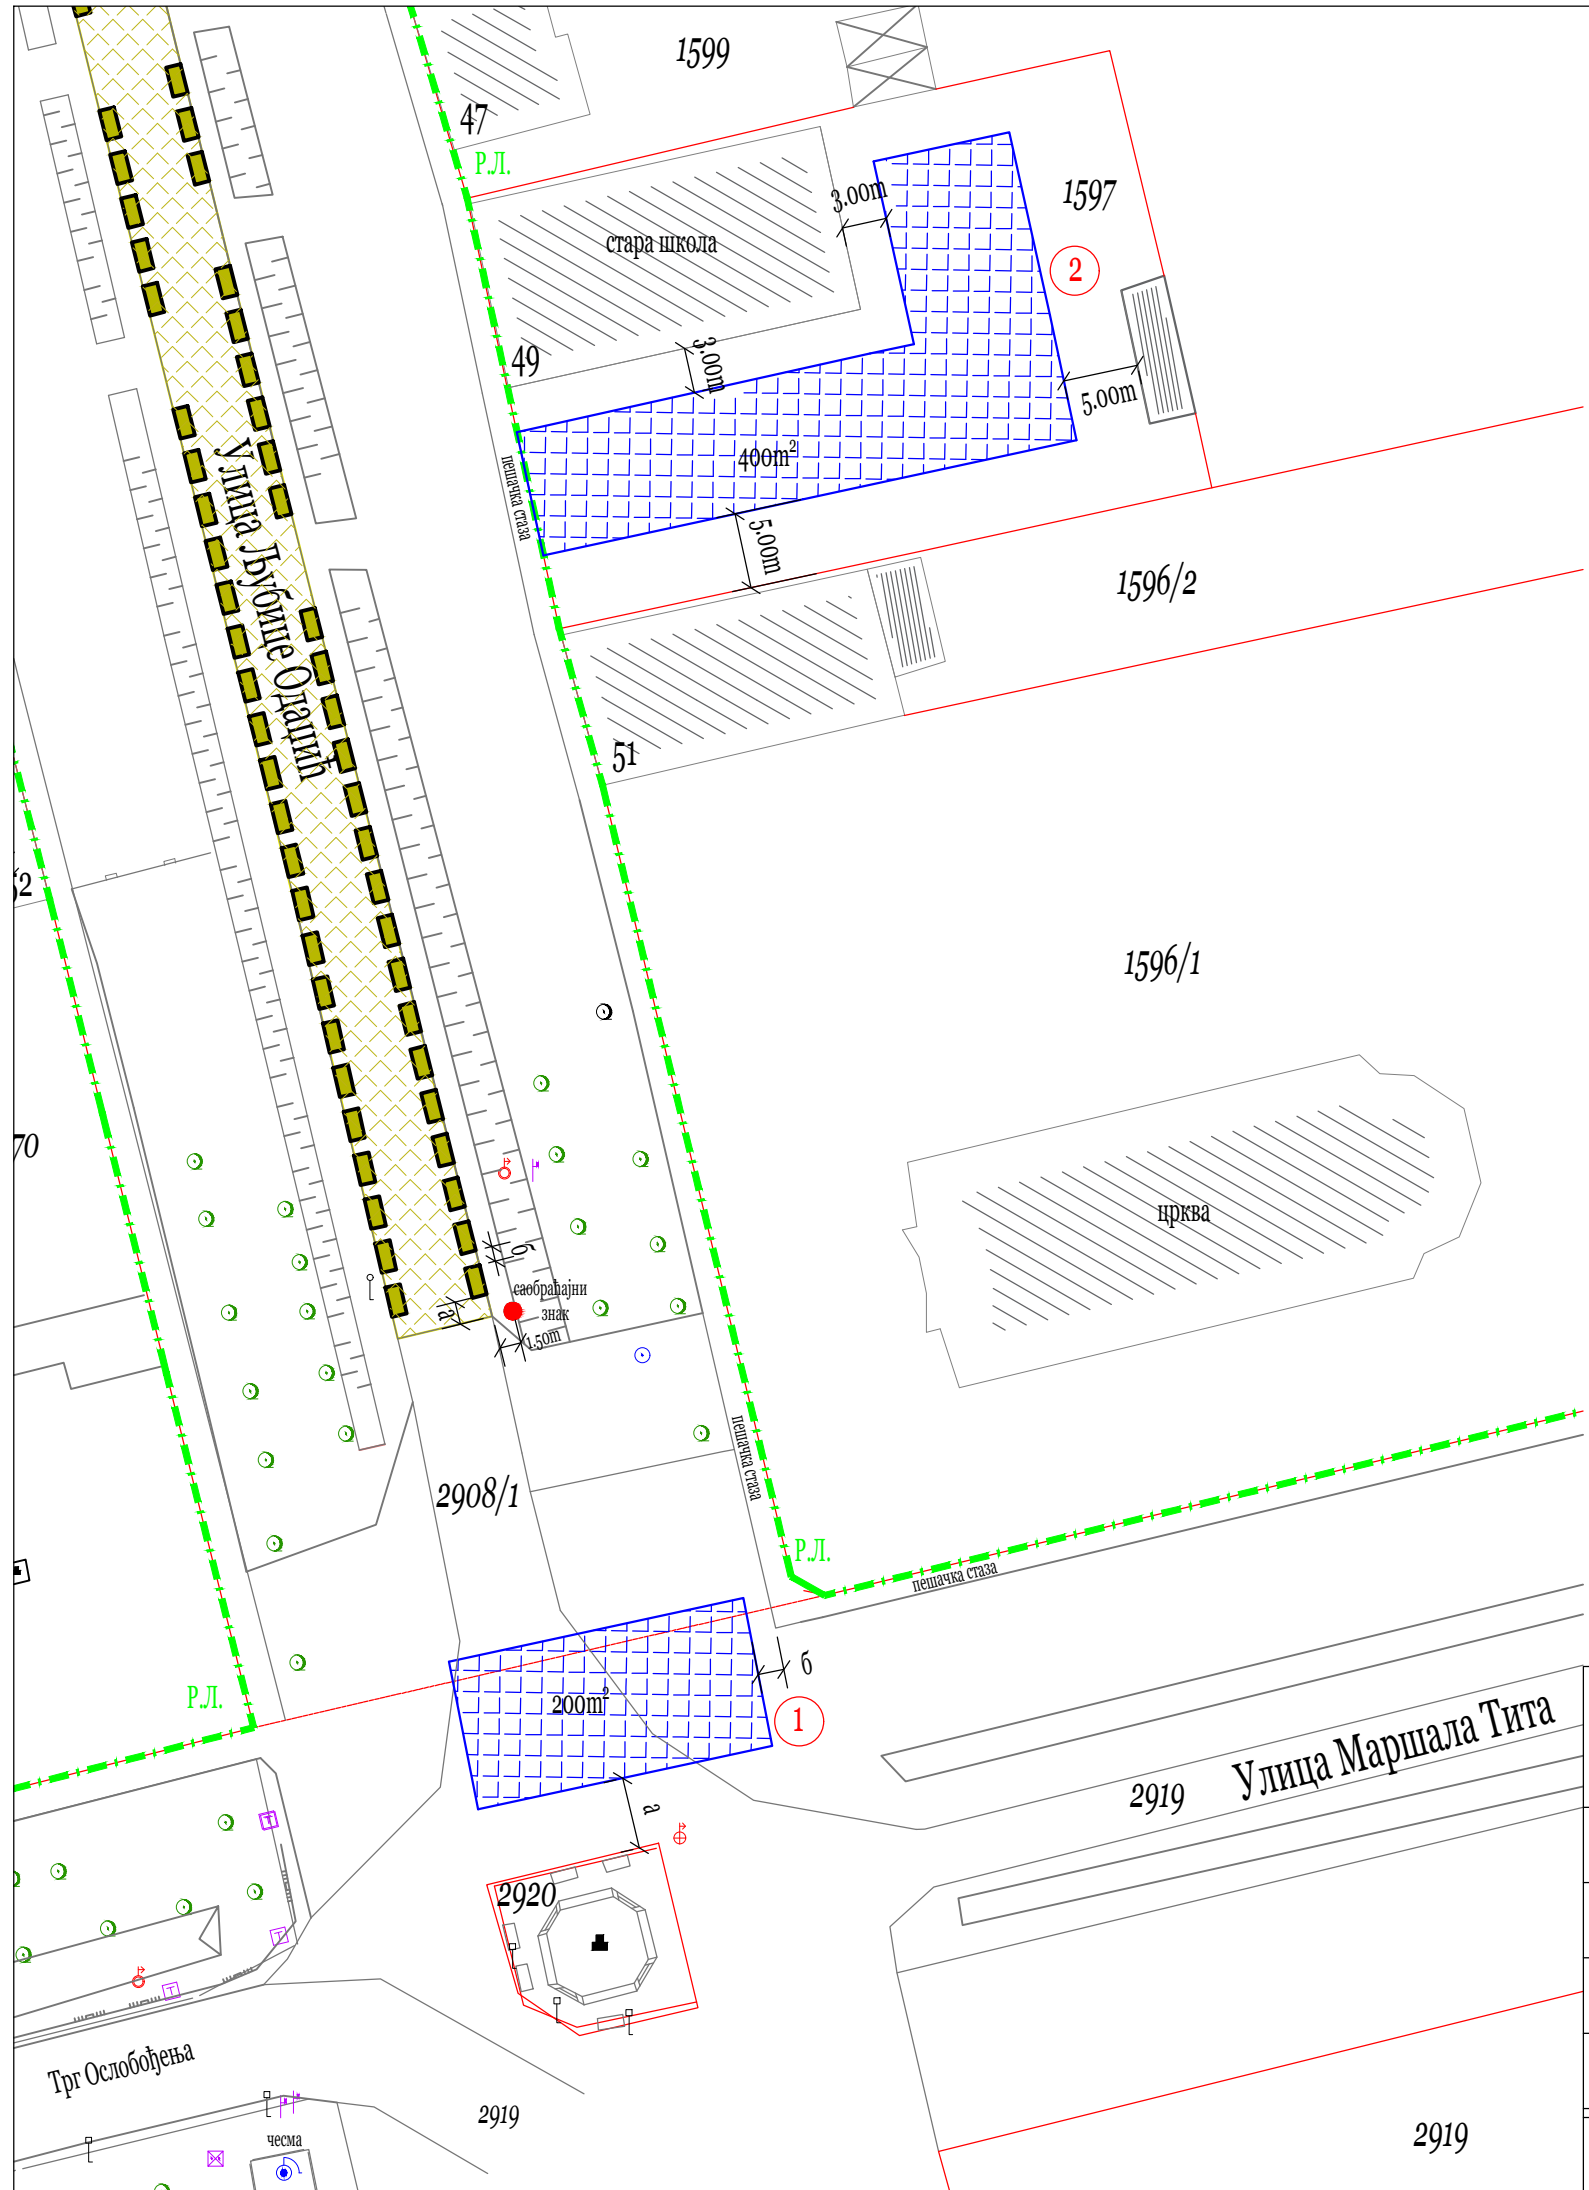 1599
47
Р.Л.
3.00m
1597
стара школа
2
49
3.00m
5.00m
400m²
пешачка стаза
Улица Љубице Одаџић
5.00m
1596/2
51
1596/1
70
црква
б
саобраћајни
знак
а
1.50m
пешачка стаза
2908/1
Р.Л.
пешачка стаза
Р.Л.
200m²
б
1
Улица Маршала Тита
2919
а
2920
Т
Т
Т
Трг Ослобођења
2919
чесма
2919